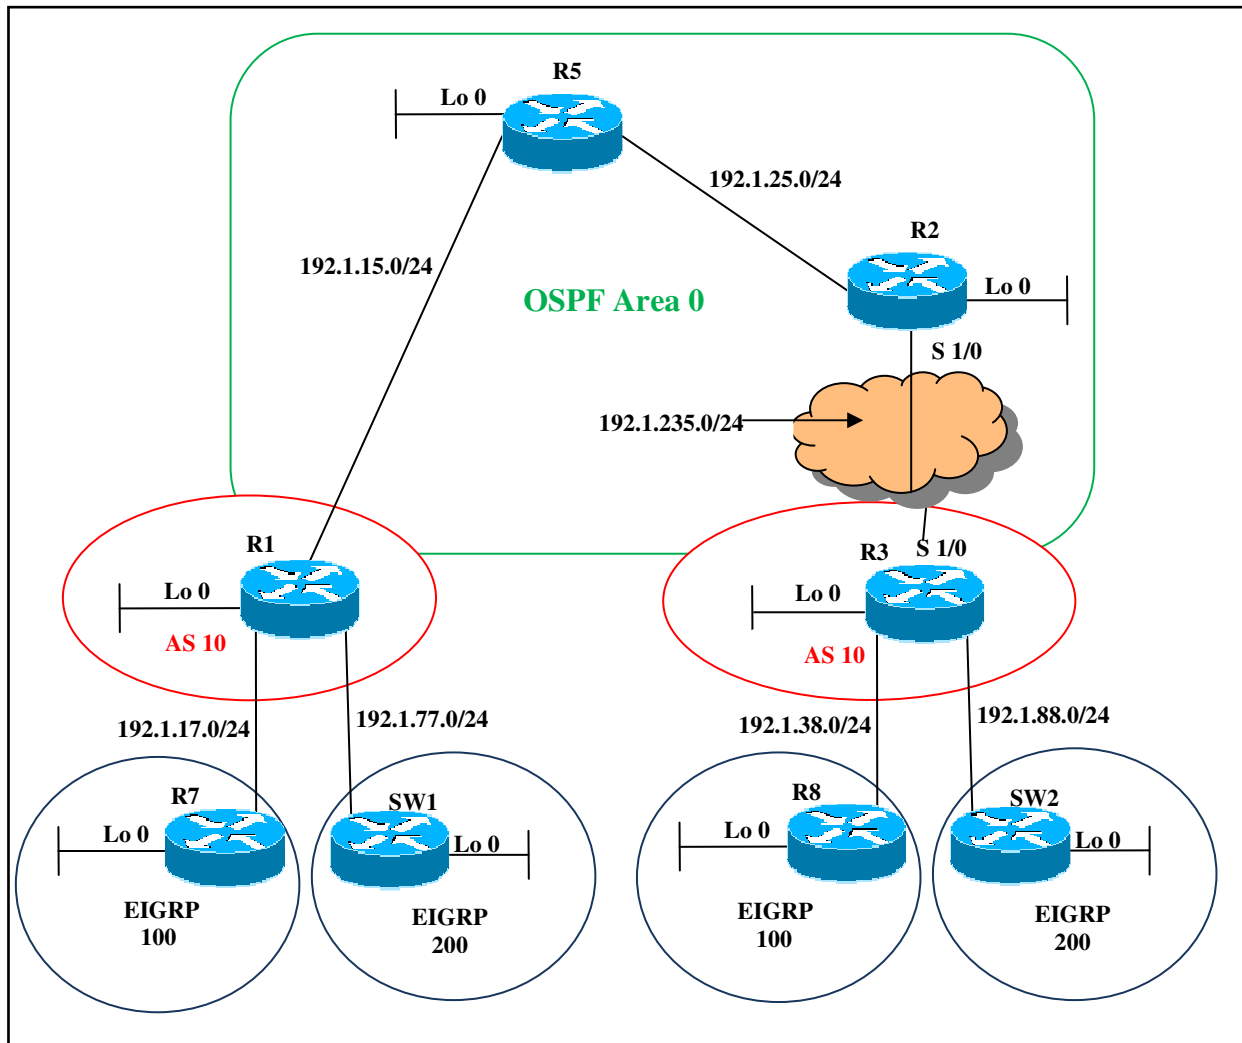 R5
Lo 0
192.1.25.0/24
R2
192.1.15.0/24
Lo 0
OSPF Area 0
S 1/0
192.1.235.0/24
R1
R3
S 1/0
Lo 0
Lo 0
AS 10
AS 10
192.1.17.0/24
192.1.77.0/24
192.1.38.0/24
192.1.88.0/24
R7
SW1
R8
SW2
Lo 0
Lo 0
Lo 0
Lo 0
EIGRP
100
EIGRP
200
EIGRP
100
EIGRP
200